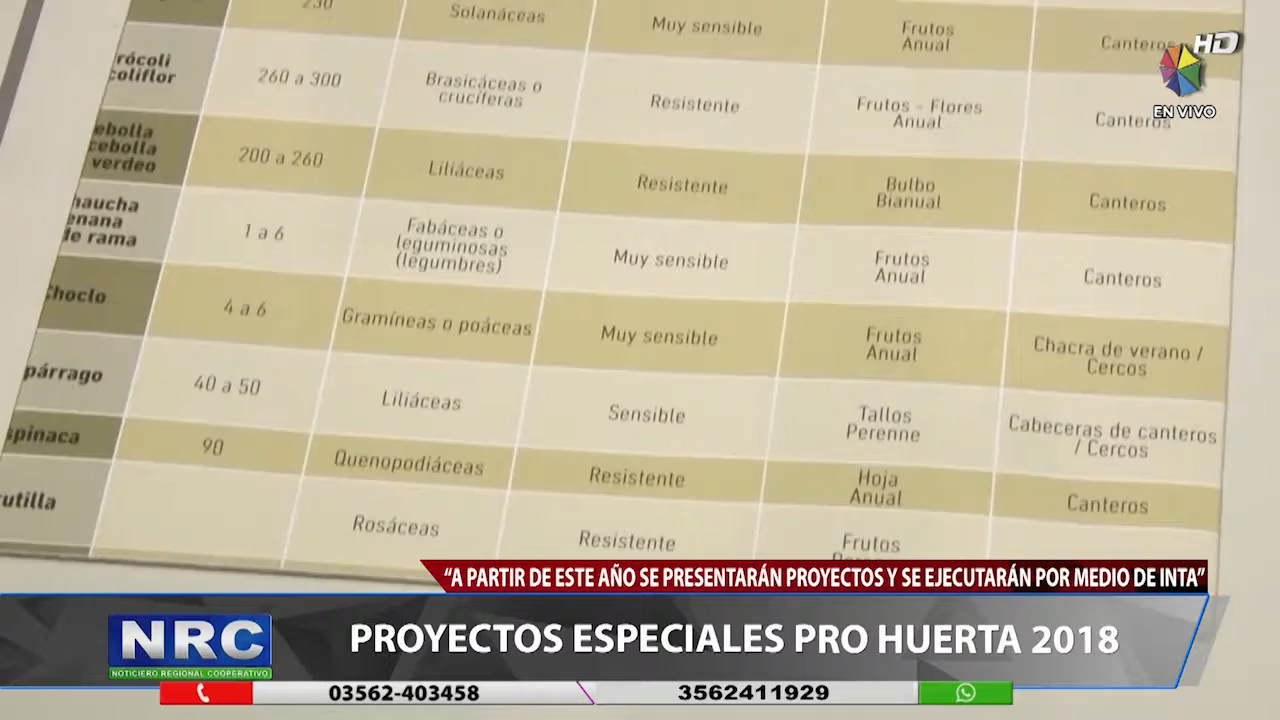 230
Solanáceas
Muy sensible
Frutos
Anual
Canteros
HD
EN VIVO
rócoli
coliflor
260 a 300
Brasicáceas o
crucíferas
Resistente
Frutos - Flores
Anual
Canteros
ebolla
cebolla
verdeo
200 a 260
Liliáceas
Resistente
Bulbo
Bianual
Canteros
haucha
enana
de rama
1 a 6
Fabáceas o
leguminosas
(legumbres)
Muy sensible
Frutos
Anual
Canteros
Choclo
4 a 6
Gramíneas o poáceas
Muy sensible
Frutos
Anual
Chacra de verano /
Cercos
párrago
40 a 50
Liliáceas
Sensible
Tallos
Perenne
Cabeceras de canteros
/ Cercos
spinaca
90
Quenopodiáceas
Resistente
Hoja
Anual
Canteros
rutilla
Rosáceas
Resistente
Frutos
“A PARTIR DE ESTE AÑO SE PRESENTARÁN PROYECTOS Y SE EJECUTARÁN POR MEDIO DE INTA”
NRC
NOTICIERO REGIONAL COOPERATIVO
PROYECTOS ESPECIALES PRO HUERTA 2018
03562-403458
3562411929